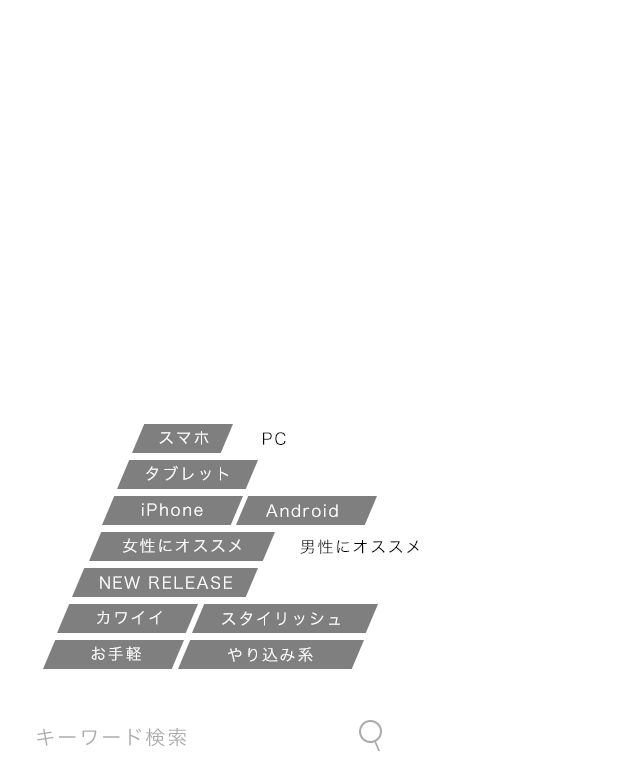 スマホ PC
タブレット
iPhone Android
女性にオススメ 男性にオススメ
NEW RELEASE
カワイイ スタイリッシュ
お手軽 やり込み系
キーワード検索